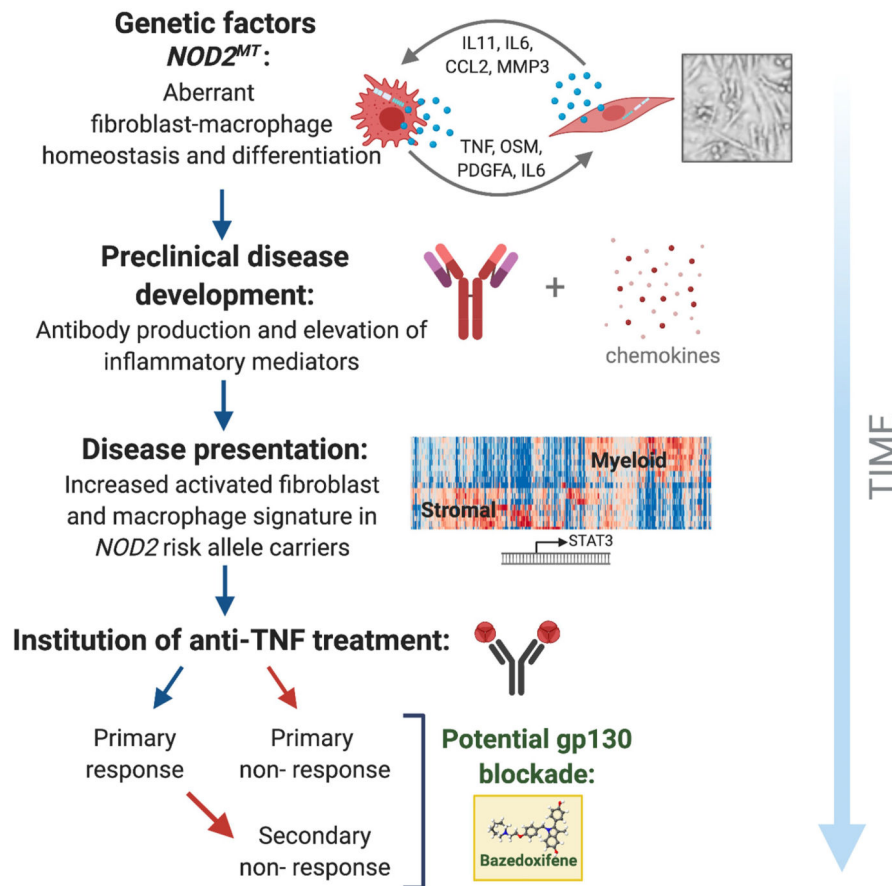 Genetic factors
NOD2MT:
Aberrant
fibroblast-macrophage
homeostasis and differentiation
IL11, IL6,
CCL2, MMP3
TNF, OSM,
PDGFA, IL6
Preclinical disease
development:
Antibody production and elevation of
inflammatory mediators
+
chemokines
Disease presentation:
Increased activated fibroblast
and macrophage signature in
NOD2 risk allele carriers
Myeloid
Stromal
STAT3
Institution of anti-TNF treatment:
Primary
response
Primary
non- response
Secondary
non- response
Potential gp130
blockade:
Bazedoxifene
TIME